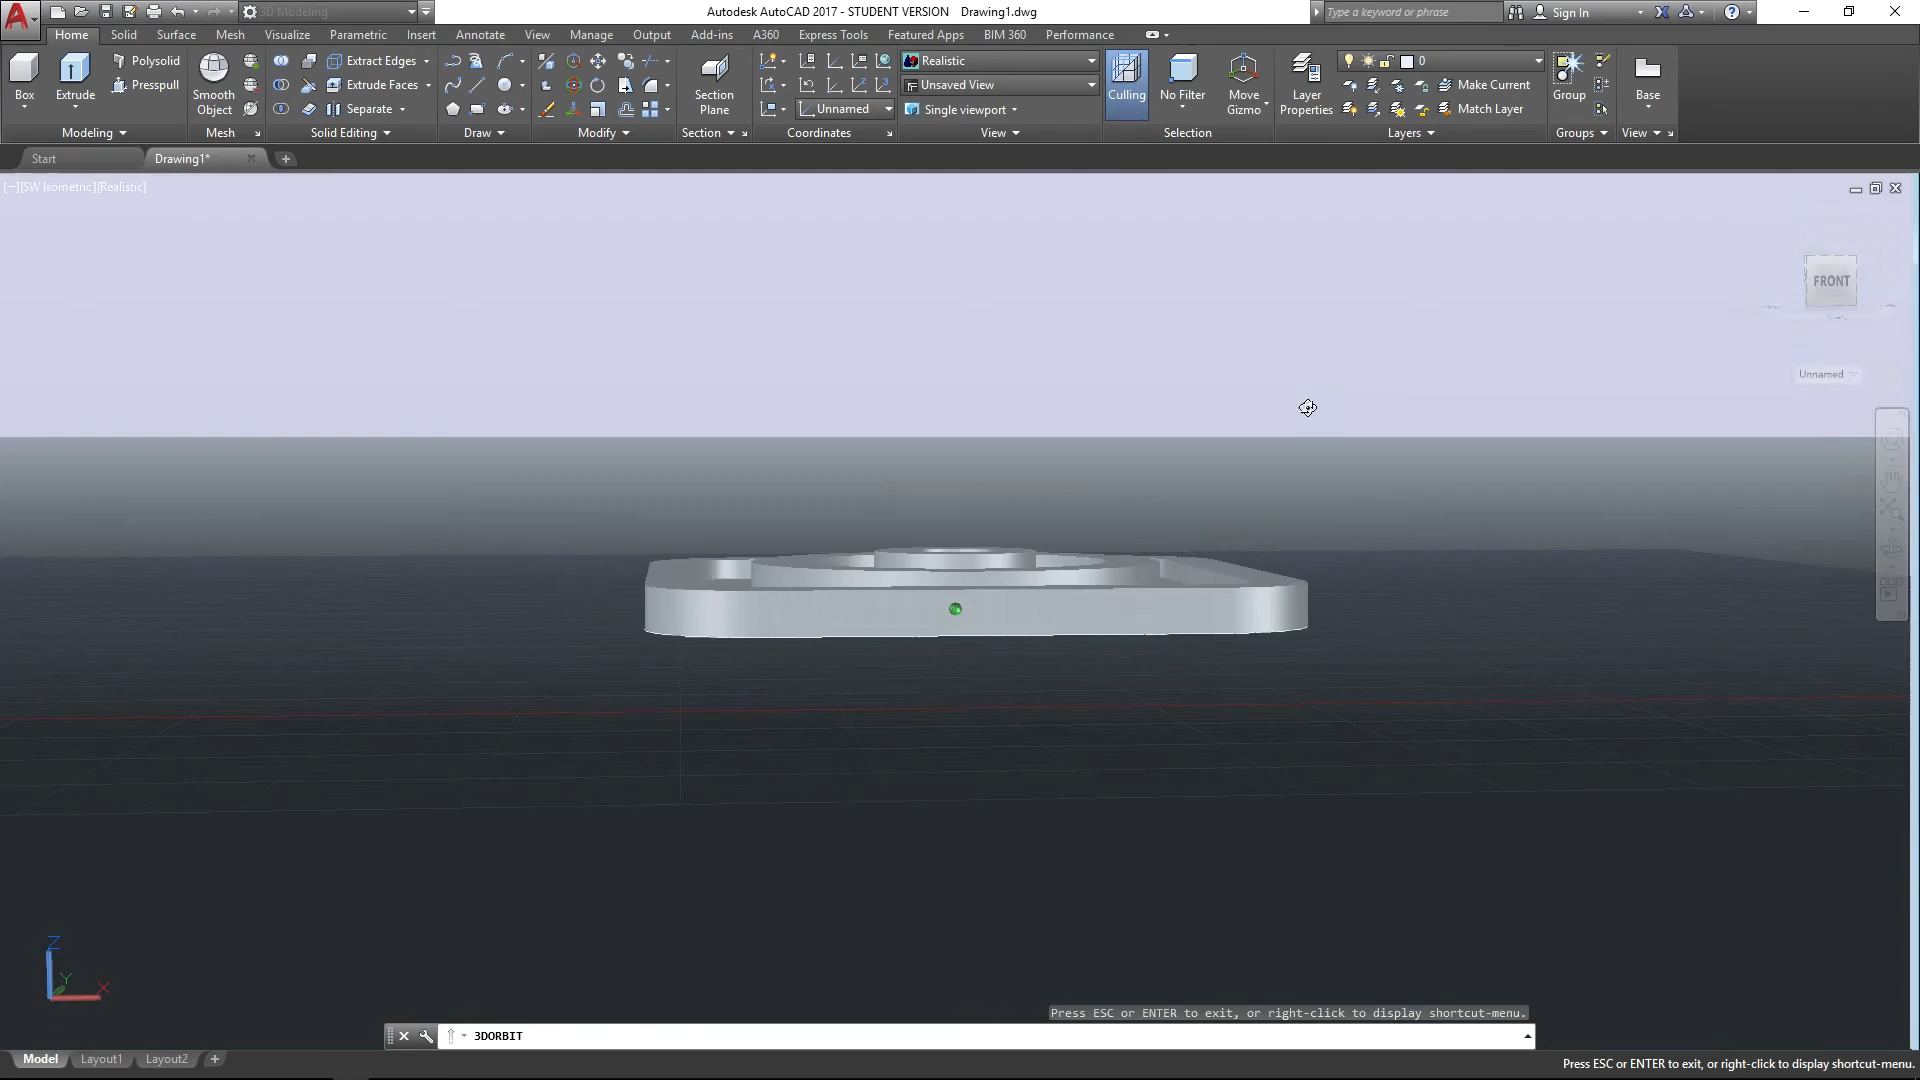 3D Modeling
Autodesk AutoCAD 2017 - STUDENT VERSION Drawing1.dwg
Type a keyword or phrase
Sign In
Home Solid Surface Mesh Visualize Parametric Insert Annotate View Manage Output Add-ins A360 Express Tools Featured Apps BIM 360 Performance
Polysolid Extract Edges Realistic 0
Presspull Extrude Faces Unsaved View Make Current
Box Extrude Smooth Object Separate Section Plane Unnamed Single viewport Culling No Filter Move Gizmo Layer Properties Match Layer Group Base
Modeling Mesh Solid Editing Draw Modify Section Coordinates View Selection Layers Groups View
Start Drawing1*
[−][SW Isometric][Realistic]
FRONT
Unnamed
Z
Y
X
Press ESC or ENTER to exit, or right-click to display shortcut-menu.
3DORBIT
Model Layout1 Layout2
Press ESC or ENTER to exit, or right-click to display shortcut-menu.